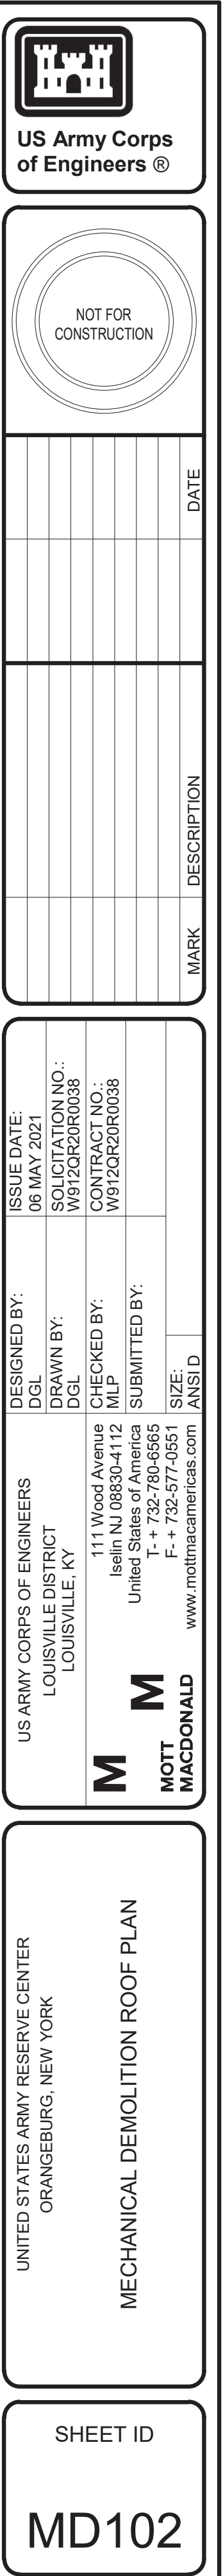 US Army Corps
of Engineers ®
NOT FOR
CONSTRUCTION
MARK
DESCRIPTION
DATE
US ARMY CORPS OF ENGINEERS
LOUISVILLE DISTRICT
LOUISVILLE, KY
M
M
MOTT
MACDONALD
111 Wood Avenue
Iselin NJ 08830-4112
United States of America
T- + 732-780-6565
F- + 732-577-0551
www.mottmacamericas.com
DESIGNED BY:
DGL
DRAWN BY:
DGL
CHECKED BY:
MLP
SUBMITTED BY:
SIZE:
ANSI D
ISSUE DATE:
06 MAY 2021
SOLICITATION NO.:
W912QR20R0038
CONTRACT NO.:
W912QR20R0038
UNITED STATES ARMY RESERVE CENTER
ORANGEBURG, NEW YORK
MECHANICAL DEMOLITION ROOF PLAN
SHEET ID
MD102